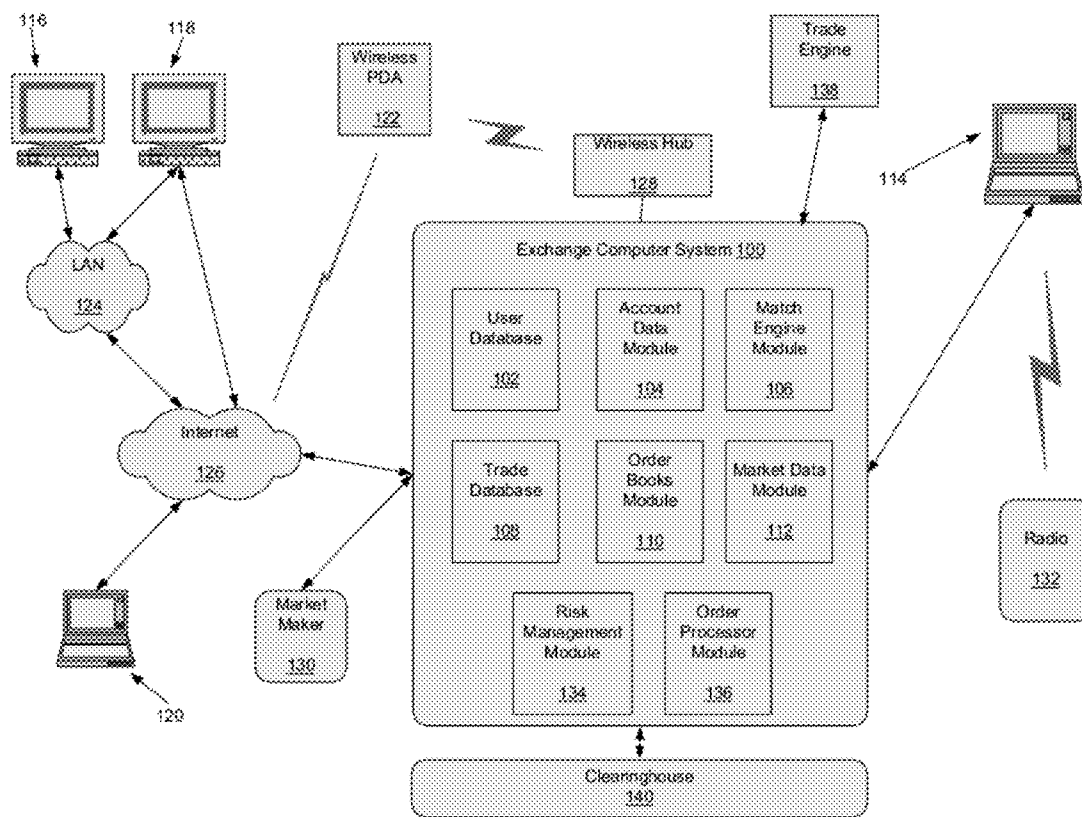 116
118
Wireless
PDA
122
Trade
Engine
138
Wireless Hub
128
114
LAN
124
Exchange Computer System 100
User
Database
102
Account
Data
Module
104
Match
Engine
Module
106
Internet
126
Trade
Database
108
Order
Books
Module
110
Market Data
Module
112
Radio
132
Market
Maker
130
Risk
Management
Module
134
Order
Processor
Module
136
120
Clearinghouse
140